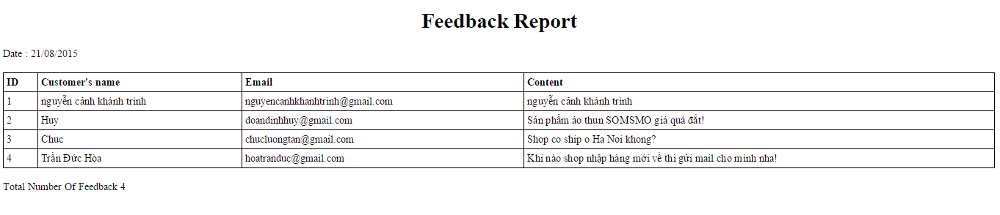 Feedback Report
Date : 21/08/2015
ID Customer's name Email Content
1 nguyễn cảnh khánh trình nguyencanhkhanhtrinh@gmail.com nguyễn cảnh khánh trình
2 Huy doandinhhuy@gmail.com Sản phẩm áo thun SOMSMO giá quá đắt!
3 Chuc chucluongtan@gmail.com Shop co ship o Ha Noi khong?
4 Trần Đức Hòa hoatranduc@gmail.com Khi nào shop nhập hàng mới về thì gửi mail cho mình nha!
Total Number Of Feedback 4